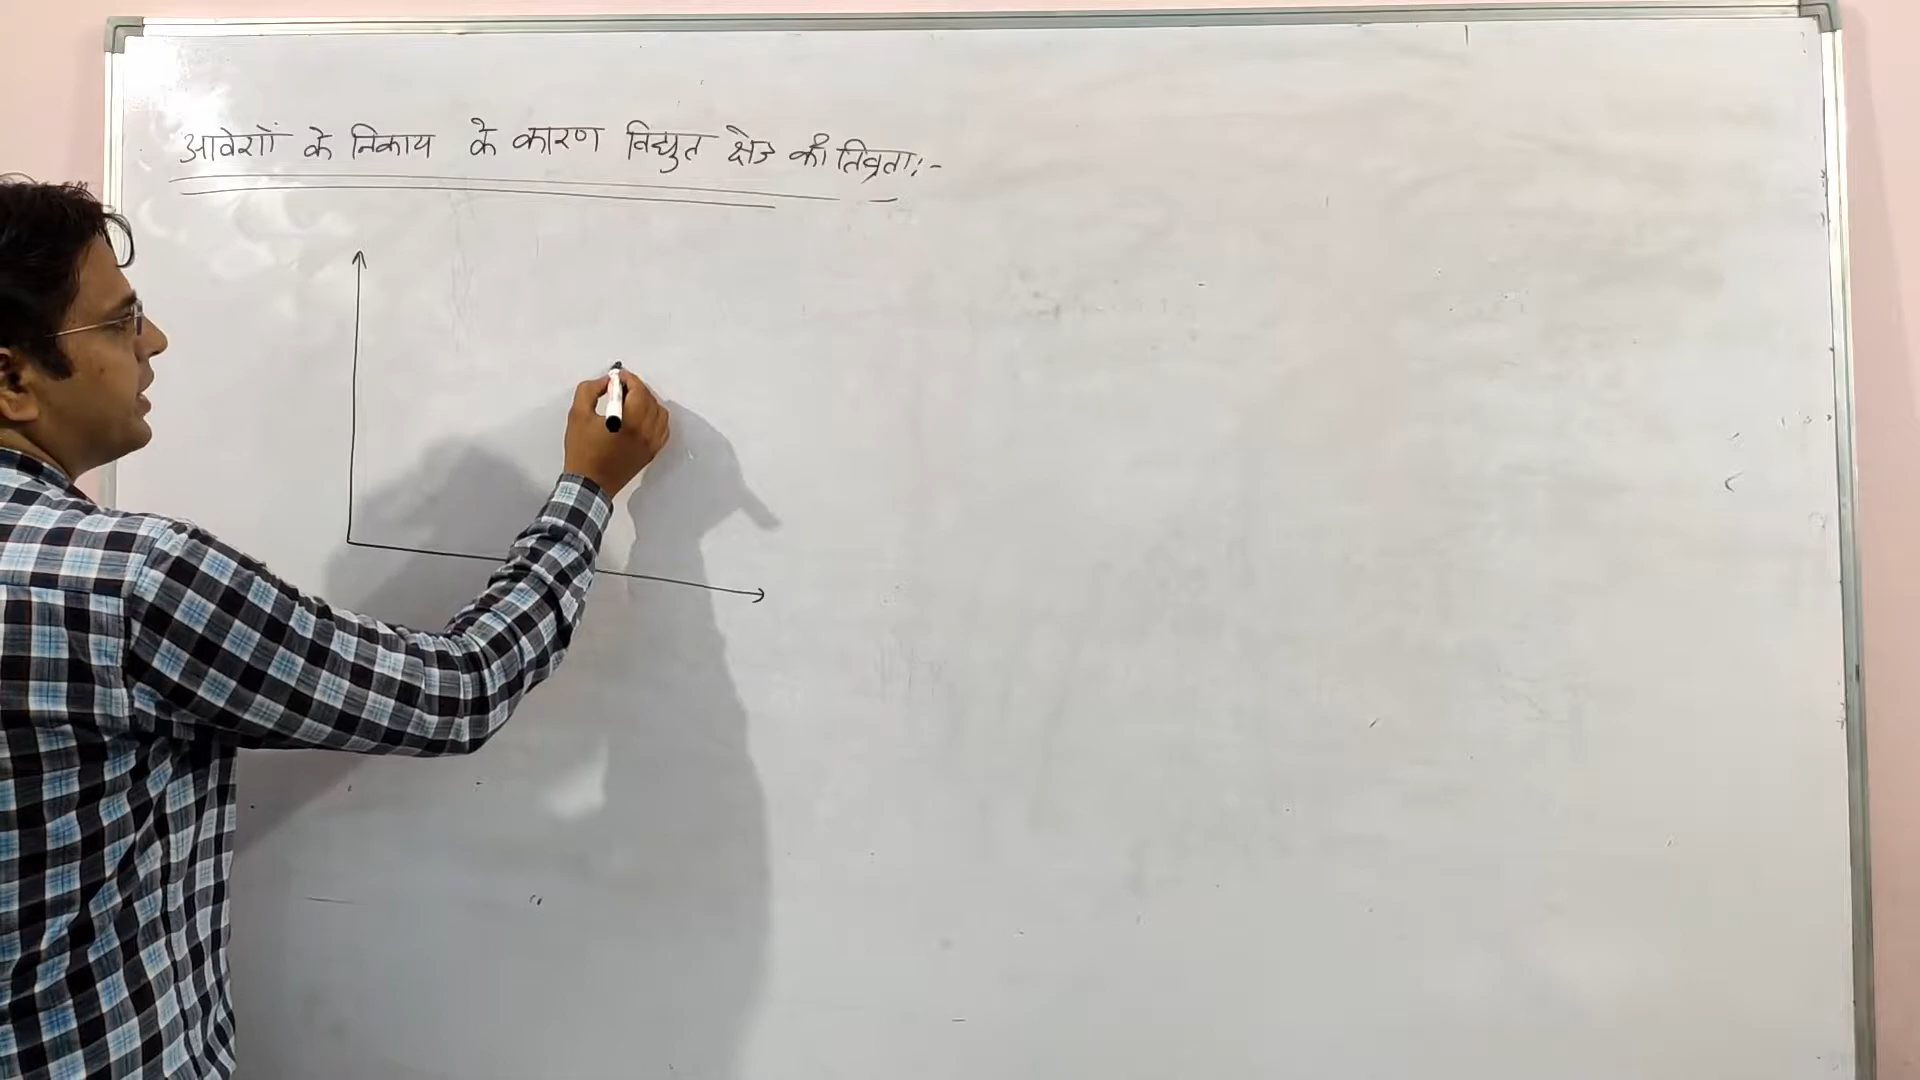 आवेशों के निकाय के कारण विद्युत क्षेत्र की तिव्रता:-